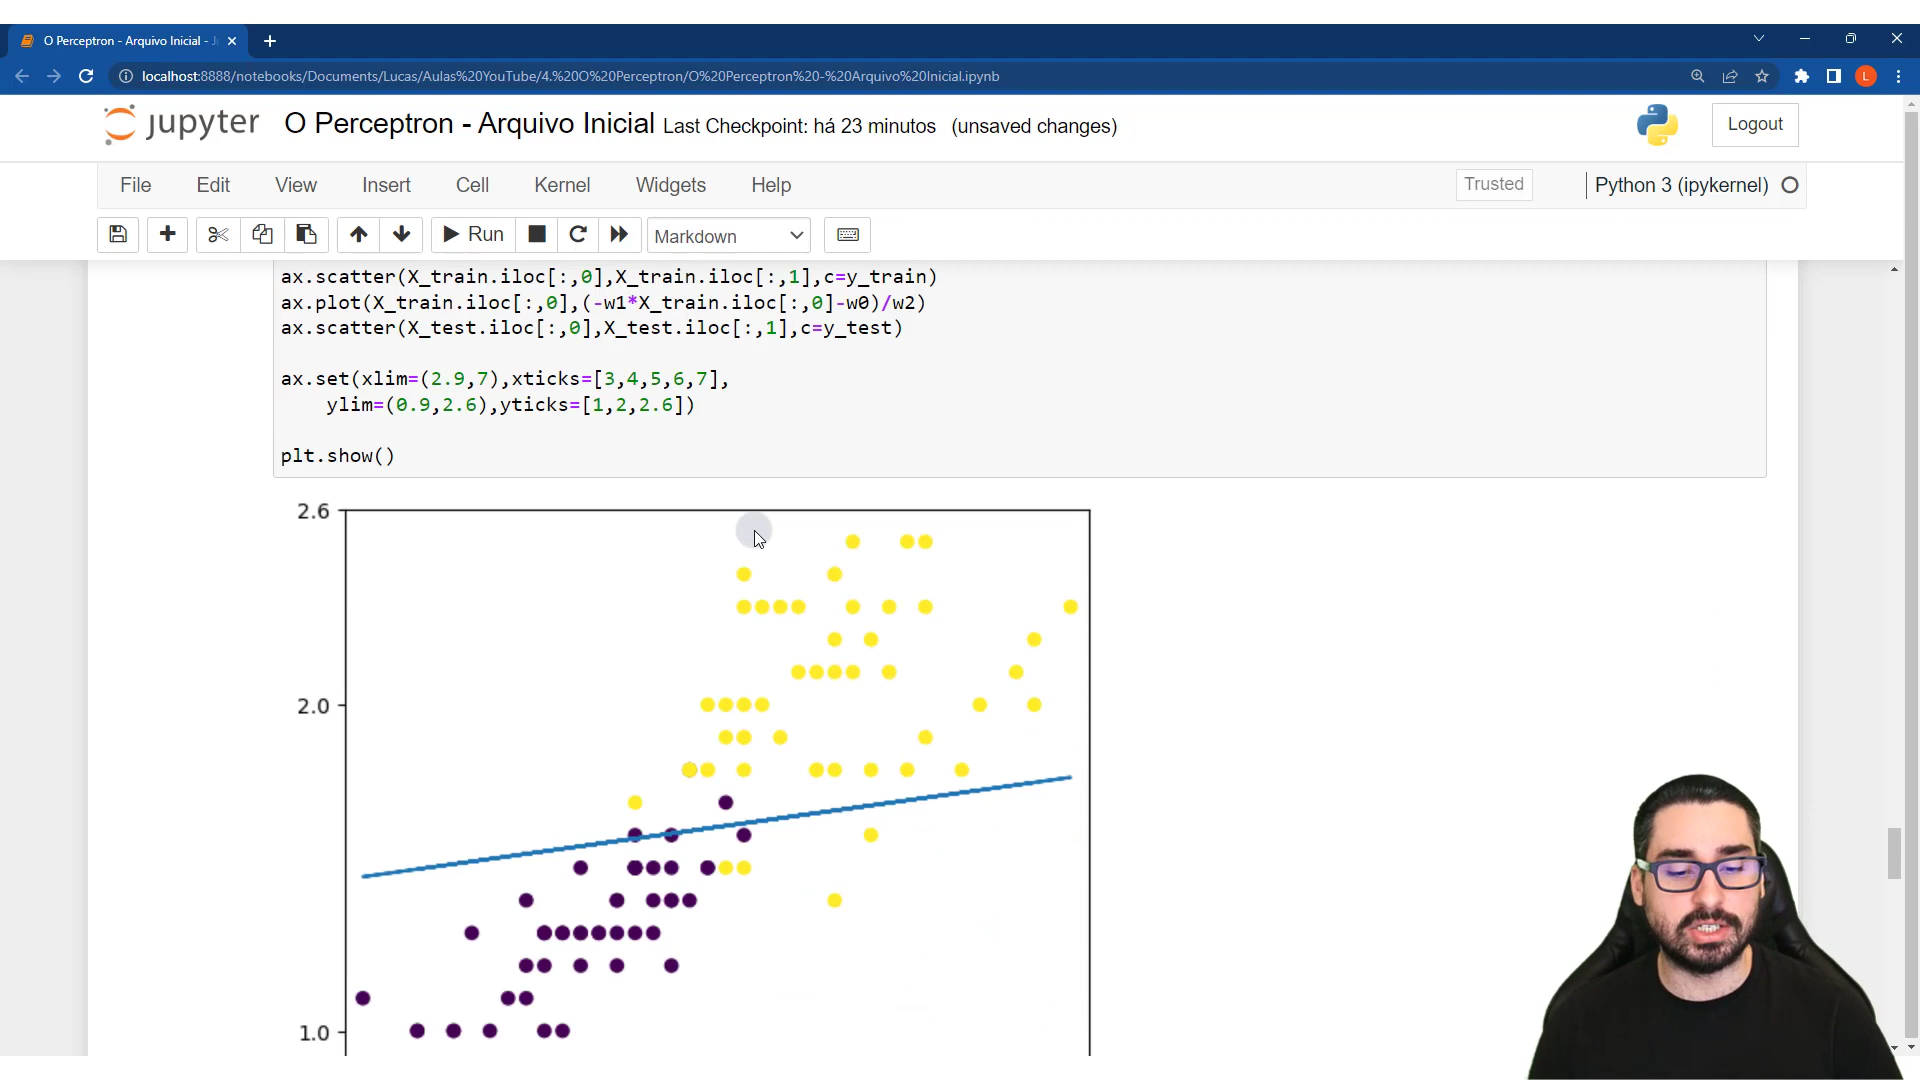 O Perceptron - Arquivo Inicial - J
localhost:8888/notebooks/Documents/Lucas/Aulas%20YouTube/4.%20O%20Perceptron/O%20Perceptron%20-%20Arquivo%20Inicial.ipynb
L
jupyter O Perceptron - Arquivo Inicial Last Checkpoint: há 23 minutos (unsaved changes)
Logout
File Edit View Insert Cell Kernel Widgets Help
Trusted
Python 3 (ipykernel)
Run
Markdown
ax.scatter(X_train.iloc[:,0],X_train.iloc[:,1],c=y_train)
ax.plot(X_train.iloc[:,0],(-w1*X_train.iloc[:,0]-w0)/w2)
ax.scatter(X_test.iloc[:,0],X_test.iloc[:,1],c=y_test)
ax.set(xlim=(2.9,7),xticks=[3,4,5,6,7],
ylim=(0.9,2.6),yticks=[1,2,2.6])
plt.show()
2.6
2.0
1.0